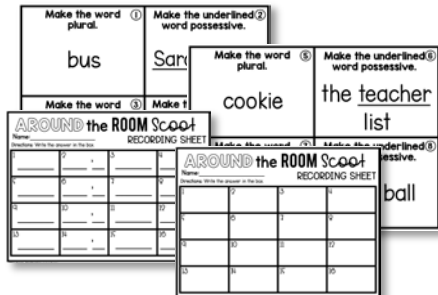 Make the word ①
plural.
bus
Make the underlined②
word possessive.
Sara
Make the word ③
Make the
Make the word ⑤
plural.
cookie
Make the underlined⑥
word possessive.
the teacher
list
⑧
possessive.
ball
AROUND the ROOM Scoot
RECORDING SHEET
Name:
Directions: Write the answer in the box.
1 2 3
5 6 7
9 10 11
13 14 15
AROUND the ROOM Scoot
RECORDING SHEET
Name:
Directions: Write the answer in the box.
1 2 3 4
5 6 7 8
9 10 11 12
13 14 15 16